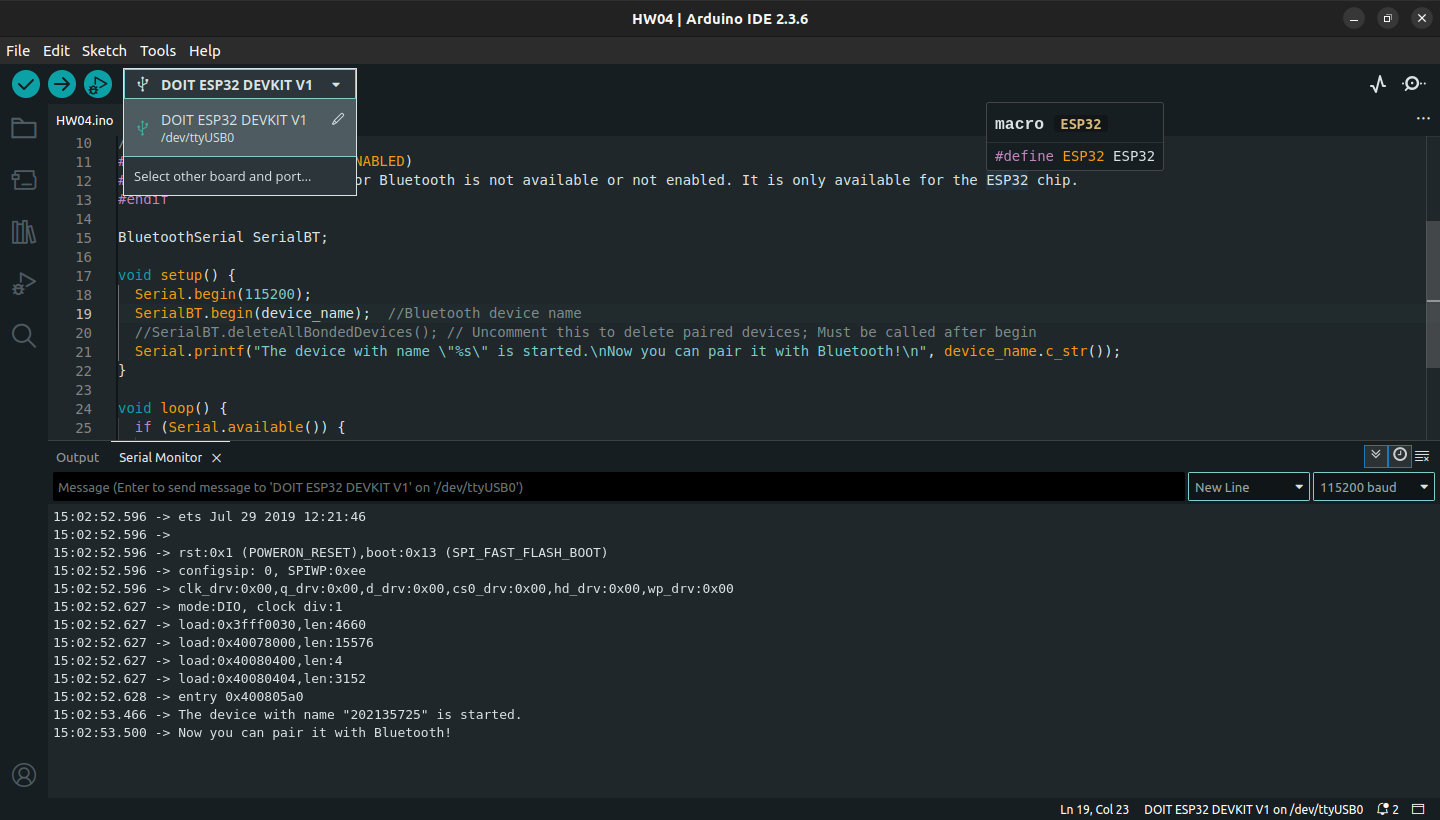 HW04 | Arduino IDE 2.3.6
File Edit Sketch Tools Help
DOIT ESP32 DEVKIT V1
DOIT ESP32 DEVKIT V1
/dev/ttyUSB0
Select other board and port...
HW04.ino
macro ESP32
#define ESP32 ESP32
10 /
11 # NABLED)
12 # or Bluetooth is not available or not enabled. It is only available for the ESP32 chip.
13 #endif
14
15 BluetoothSerial SerialBT;
16
17 void setup() {
18 Serial.begin(115200);
19 SerialBT.begin(device_name);  //Bluetooth device name
20 //SerialBT.deleteAllBondedDevices(); // Uncomment this to delete paired devices; Must be called after begin
21 Serial.printf("The device with name \"%s\" is started.\nNow you can pair it with Bluetooth!\n", device_name.c_str());
22 }
23
24 void loop() {
25 if (Serial.available()) {
Output Serial Monitor
Message (Enter to send message to 'DOIT ESP32 DEVKIT V1' on '/dev/ttyUSB0')
New Line
115200 baud
15:02:52.596 -> ets Jul 29 2019 12:21:46
15:02:52.596 ->
15:02:52.596 -> rst:0x1 (POWERON_RESET),boot:0x13 (SPI_FAST_FLASH_BOOT)
15:02:52.596 -> configsip: 0, SPIWP:0xee
15:02:52.596 -> clk_drv:0x00,q_drv:0x00,d_drv:0x00,cs0_drv:0x00,hd_drv:0x00,wp_drv:0x00
15:02:52.627 -> mode:DIO, clock div:1
15:02:52.627 -> load:0x3fff0030,len:4660
15:02:52.627 -> load:0x40078000,len:15576
15:02:52.627 -> load:0x40080400,len:4
15:02:52.627 -> load:0x40080404,len:3152
15:02:52.628 -> entry 0x400805a0
15:02:53.466 -> The device with name "202135725" is started.
15:02:53.500 -> Now you can pair it with Bluetooth!
Ln 19, Col 23 DOIT ESP32 DEVKIT V1 on /dev/ttyUSB0 2